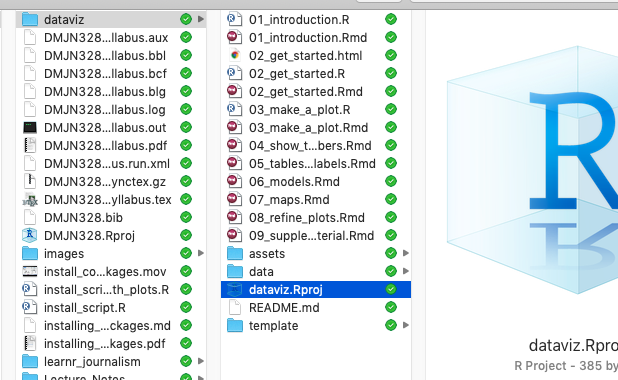 dataviz
DMJN328...llabus.aux
DMJN328...llabus.bbl
DMJN328...llabus.bcf
DMJN328...llabus.blg
DMJN328...llabus.log
DMJN328...llabus.out
DMJN328...llabus.pdf
DMJN328...us.run.xml
DMJN328...ynctex.gz
DMJN328...yllabus.tex
DMJN328.bib
DMJN328.Rproj
images
install_co...kages.mov
install_scri...th_plots.R
install_script.R
installing_...ckages.md
installing_...kages.pdf
learnr_journalism
Lecture_Notes
01_introduction.R
01_introduction.Rmd
02_get_started.html
02_get_started.R
02_get_started.Rmd
03_make_a_plot.R
03_make_a_plot.Rmd
04_show_t...bers.Rmd
05_tables...labels.Rmd
06_models.Rmd
07_maps.Rmd
08_refine_plots.Rmd
09_supple...terial.Rmd
assets
data
dataviz.Rproj
README.md
template
R
dataviz.Rpro
R Project - 385 by